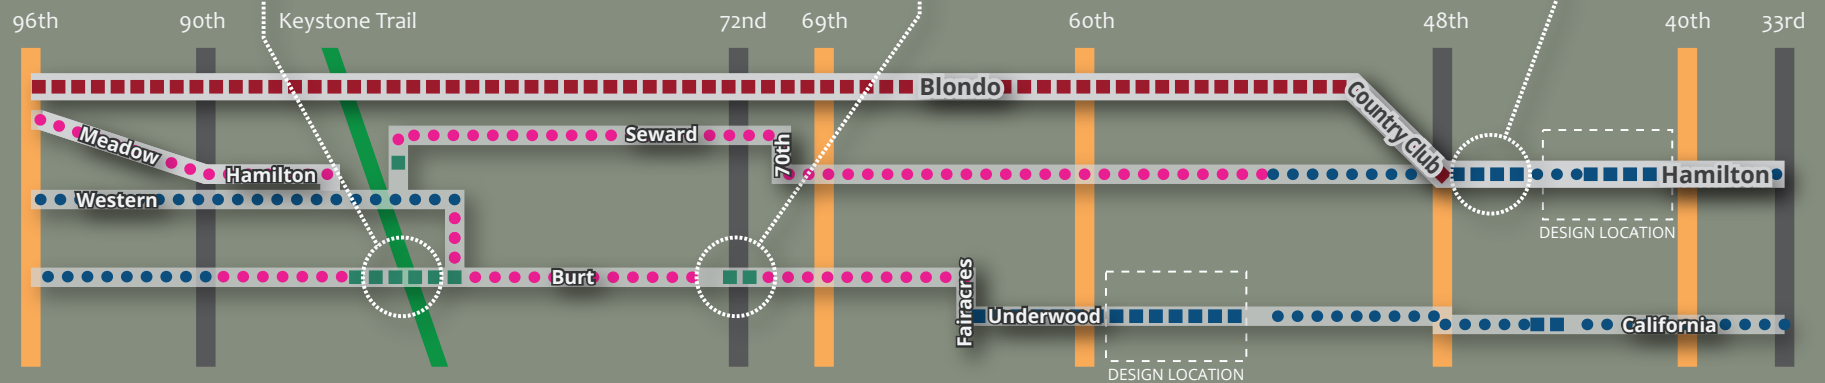 96th
90th
Keystone Trail
72nd
69th
60th
48th
40th
33rd
Blondo
Country Club
Meadow
Hamilton
Seward
70th
Hamilton
Western
DESIGN LOCATION
Burt
Fairacres
Underwood
California
DESIGN LOCATION